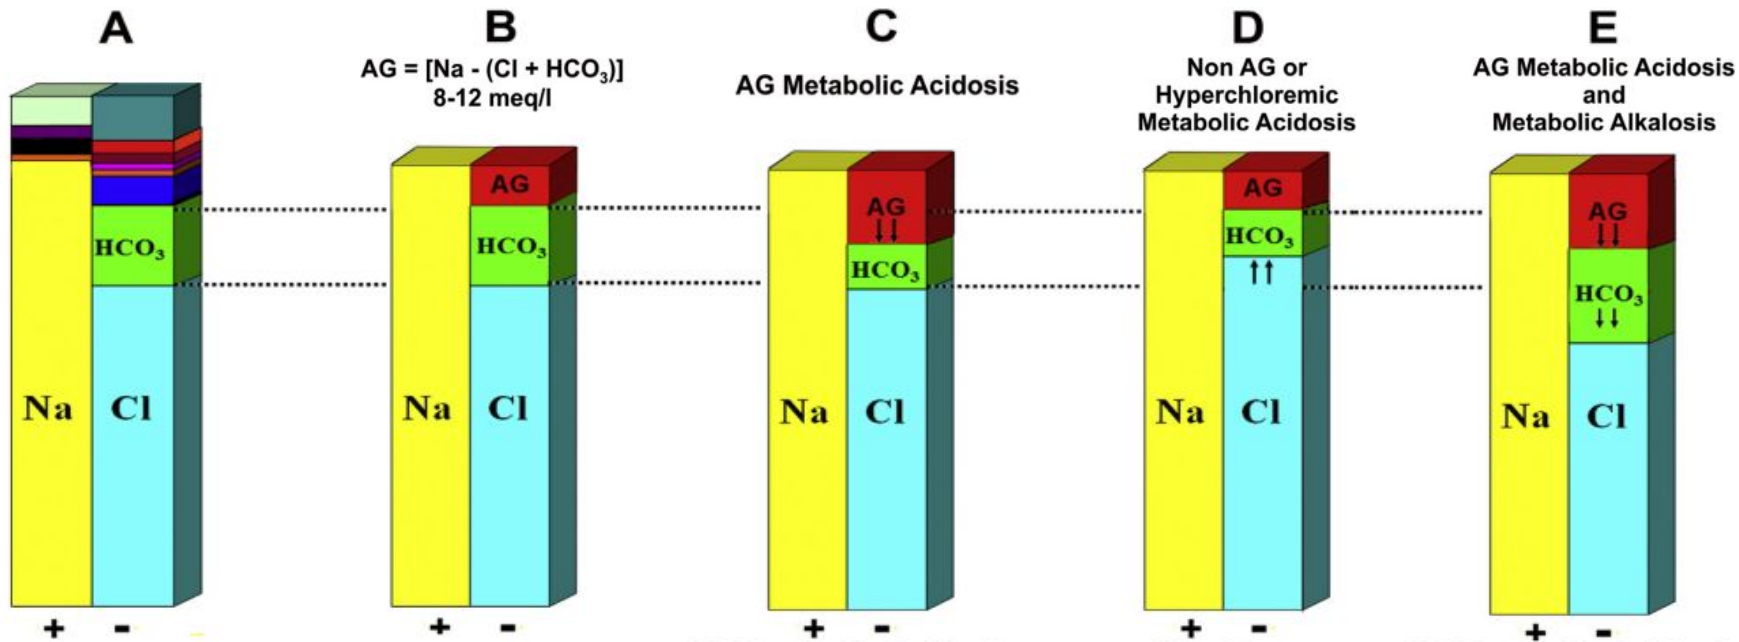 A
HCO₃
Na
Cl
+ -
B
AG = [Na - (Cl + HCO₃)]
8-12 meq/l
AG
HCO₃
Na
Cl
+ -
C
AG Metabolic Acidosis
AG
↓↓
HCO₃
Na
Cl
+ -
D
Non AG or
Hyperchloremic
Metabolic Acidosis
AG
HCO₃
↑↑
Na
Cl
+ -
E
AG Metabolic Acidosis
and
Metabolic Alkalosis
AG
↓↓
HCO₃
↓↓
Na
Cl
+ -